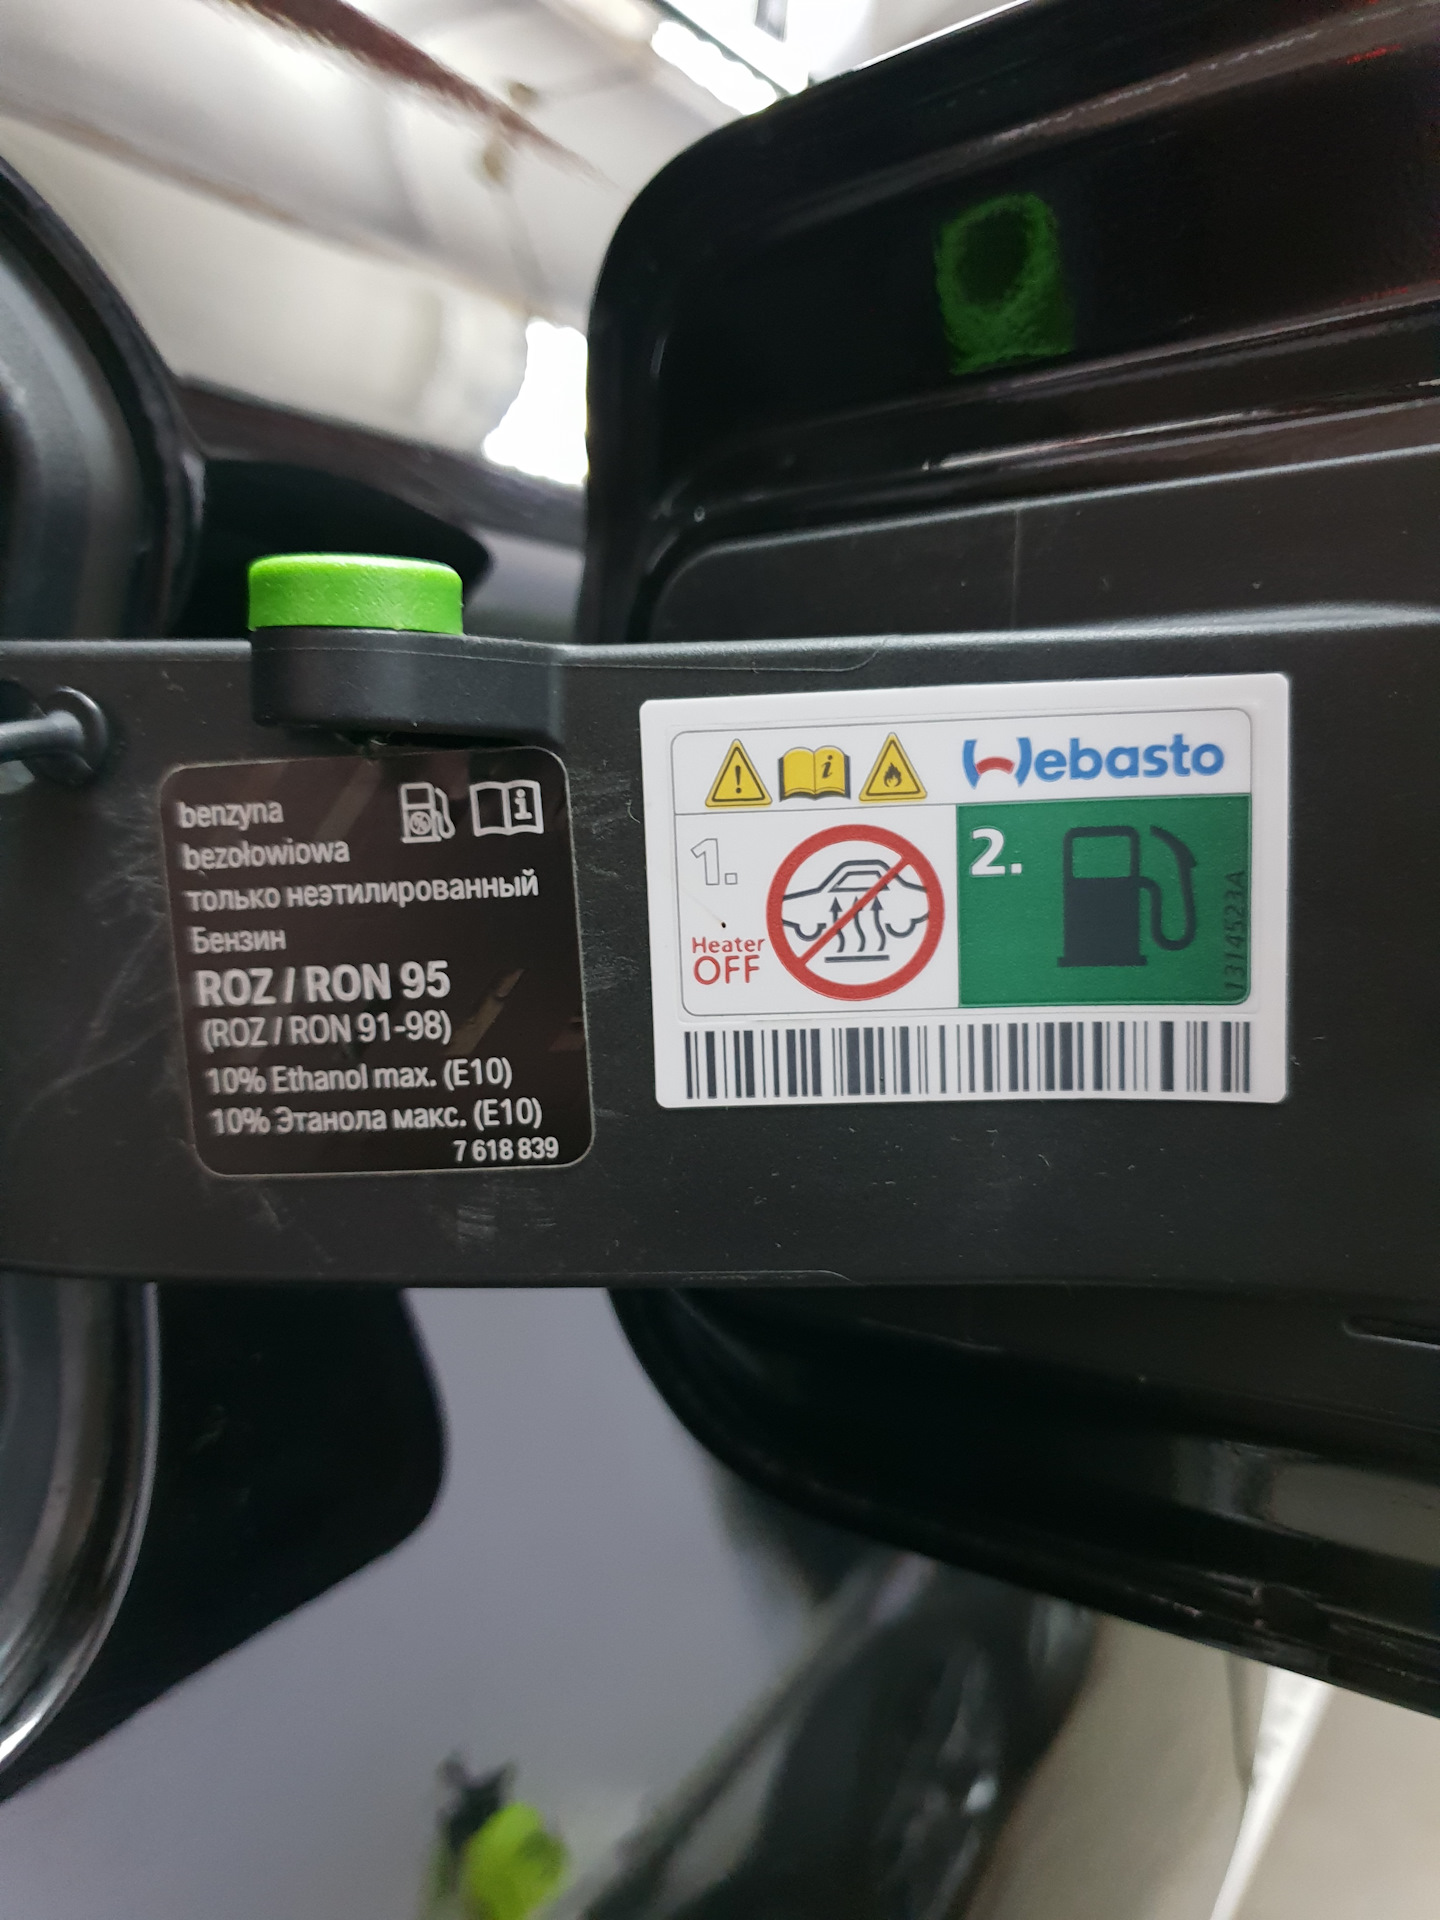 benzyna
bezołowiowa
только неэтилированный
Бензин
ROZ / RON 95
(ROZ / RON 91-98)
10% Ethanol max. (E10)
10% Этанола макс. (E10)
7 618 839
Webasto
1.
Heater
OFF
2.
1314523A